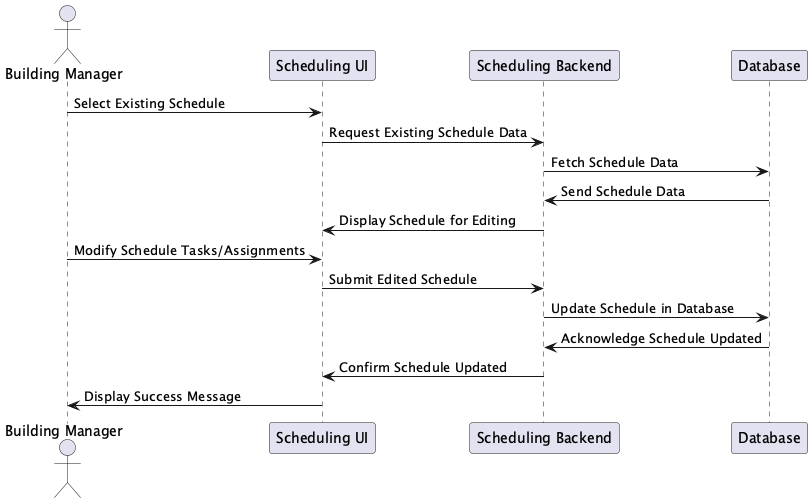 Building Manager
Scheduling UI
Scheduling Backend
Database
Select Existing Schedule
Request Existing Schedule Data
Fetch Schedule Data
Send Schedule Data
Display Schedule for Editing
Modify Schedule Tasks/Assignments
Submit Edited Schedule
Update Schedule in Database
Acknowledge Schedule Updated
Confirm Schedule Updated
Display Success Message
Building Manager
Scheduling UI
Scheduling Backend
Database